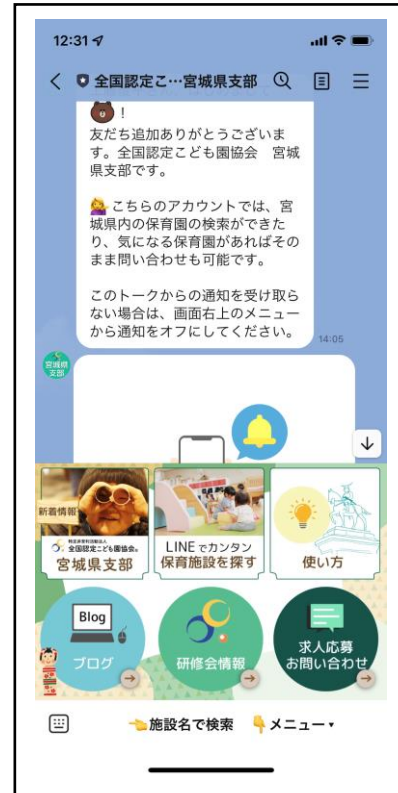 12:31
全国認定こ…宮城県支部
！
友だち追加ありがとうございま
す。全国認定こども園協会　宮城
県支部です。
こちらのアカウントでは、宮
城県内の保育園の検索ができた
り、気になる保育園があればその
まま問い合わせも可能です。
このトークからの通知を受け取ら
ない場合は、画面右上のメニュー
から通知をオフにしてください。
14:05
宮城県
支部
新着情報
特定非営利活動法人
全国認定こども園協会。
宮城県支部
LINEでカンタン
保育施設を探す
使い方
Blog
ブログ
研修会情報
求人応募
お問い合わせ
施設名で検索
メニュー▼